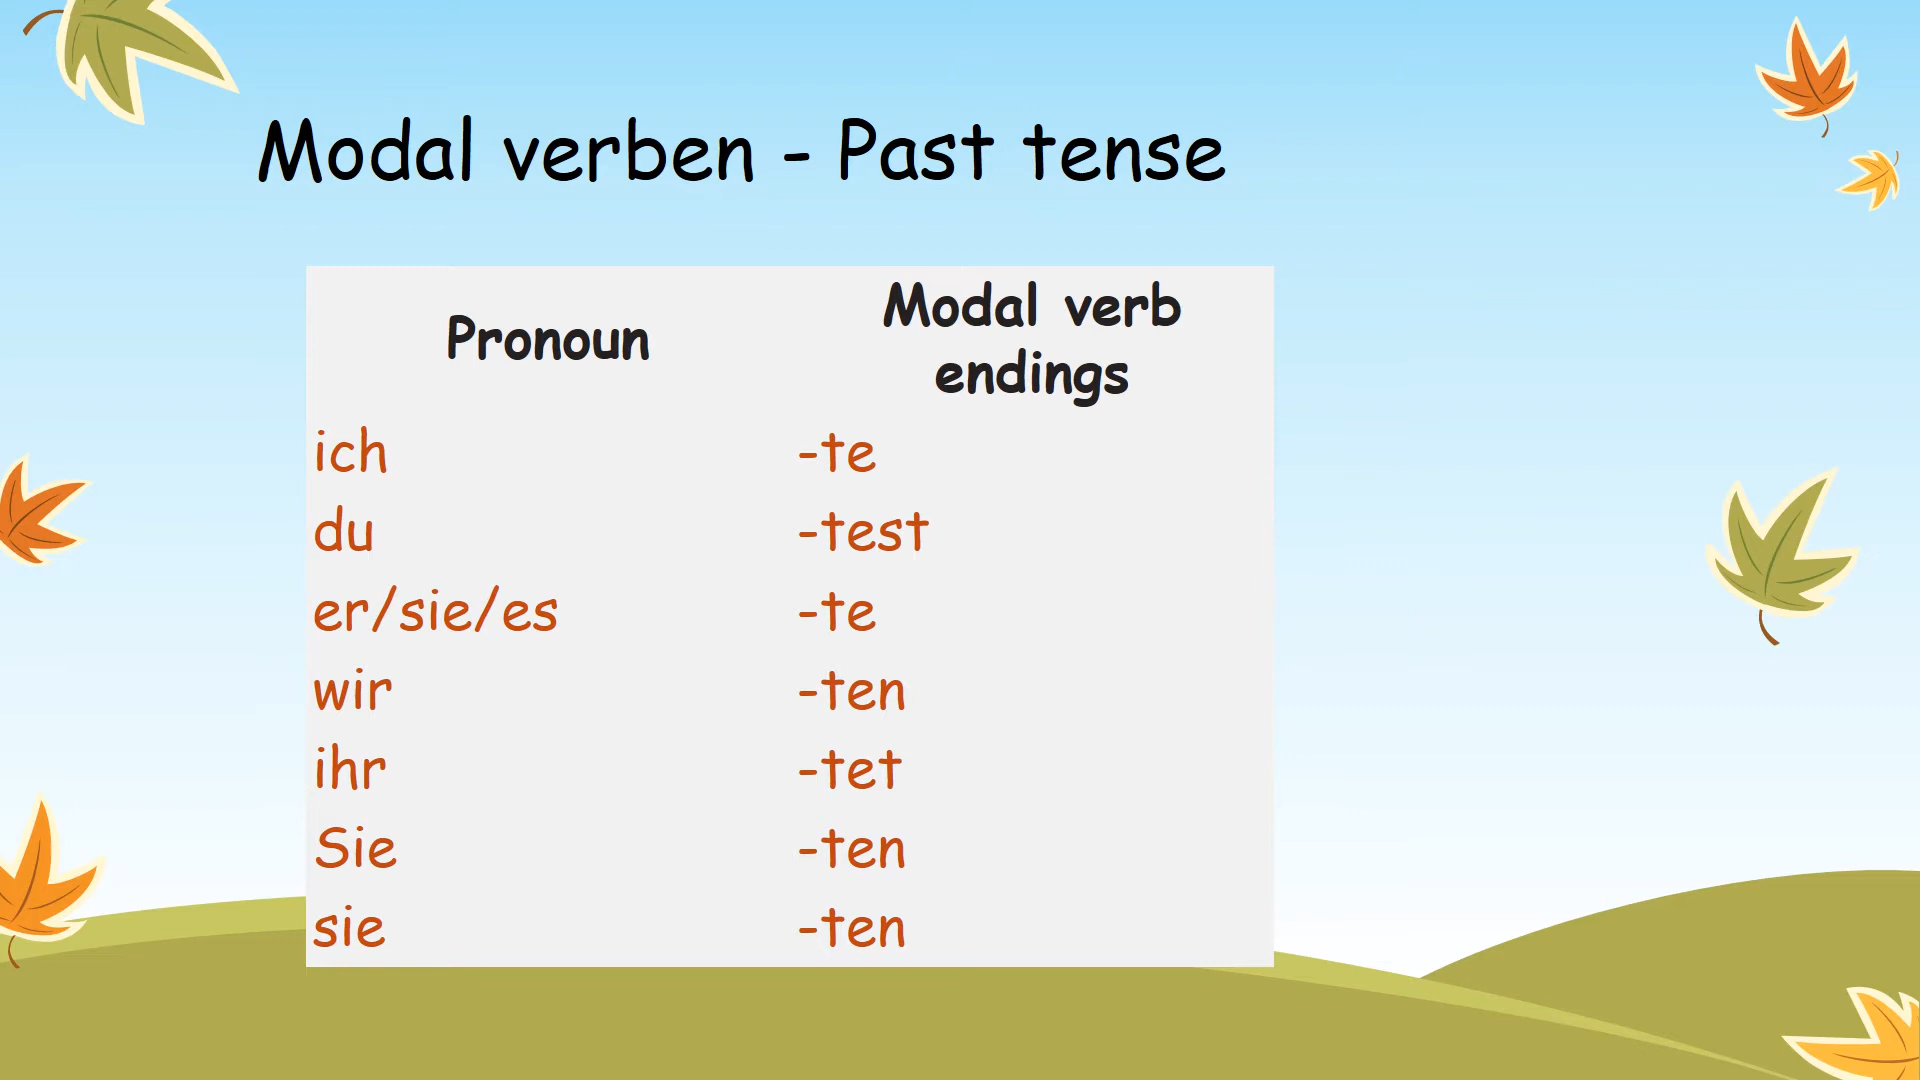 Modal verben - Past tense
Pronoun
Modal verb
endings
ich -te
du -test
er/sie/es -te
wir -ten
ihr -tet
Sie -ten
sie -ten